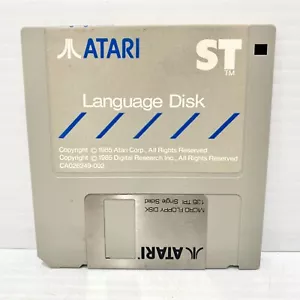 ATARI ST TM
Language Disk
Copyright © 1985 Atari Corp., All Rights Reserved
Copyright © 1985 Digital Research Inc., All Rights Reserved
CA026249-002
MICRO FLOPPY DISK
135 TPI Single Sided
ATARI